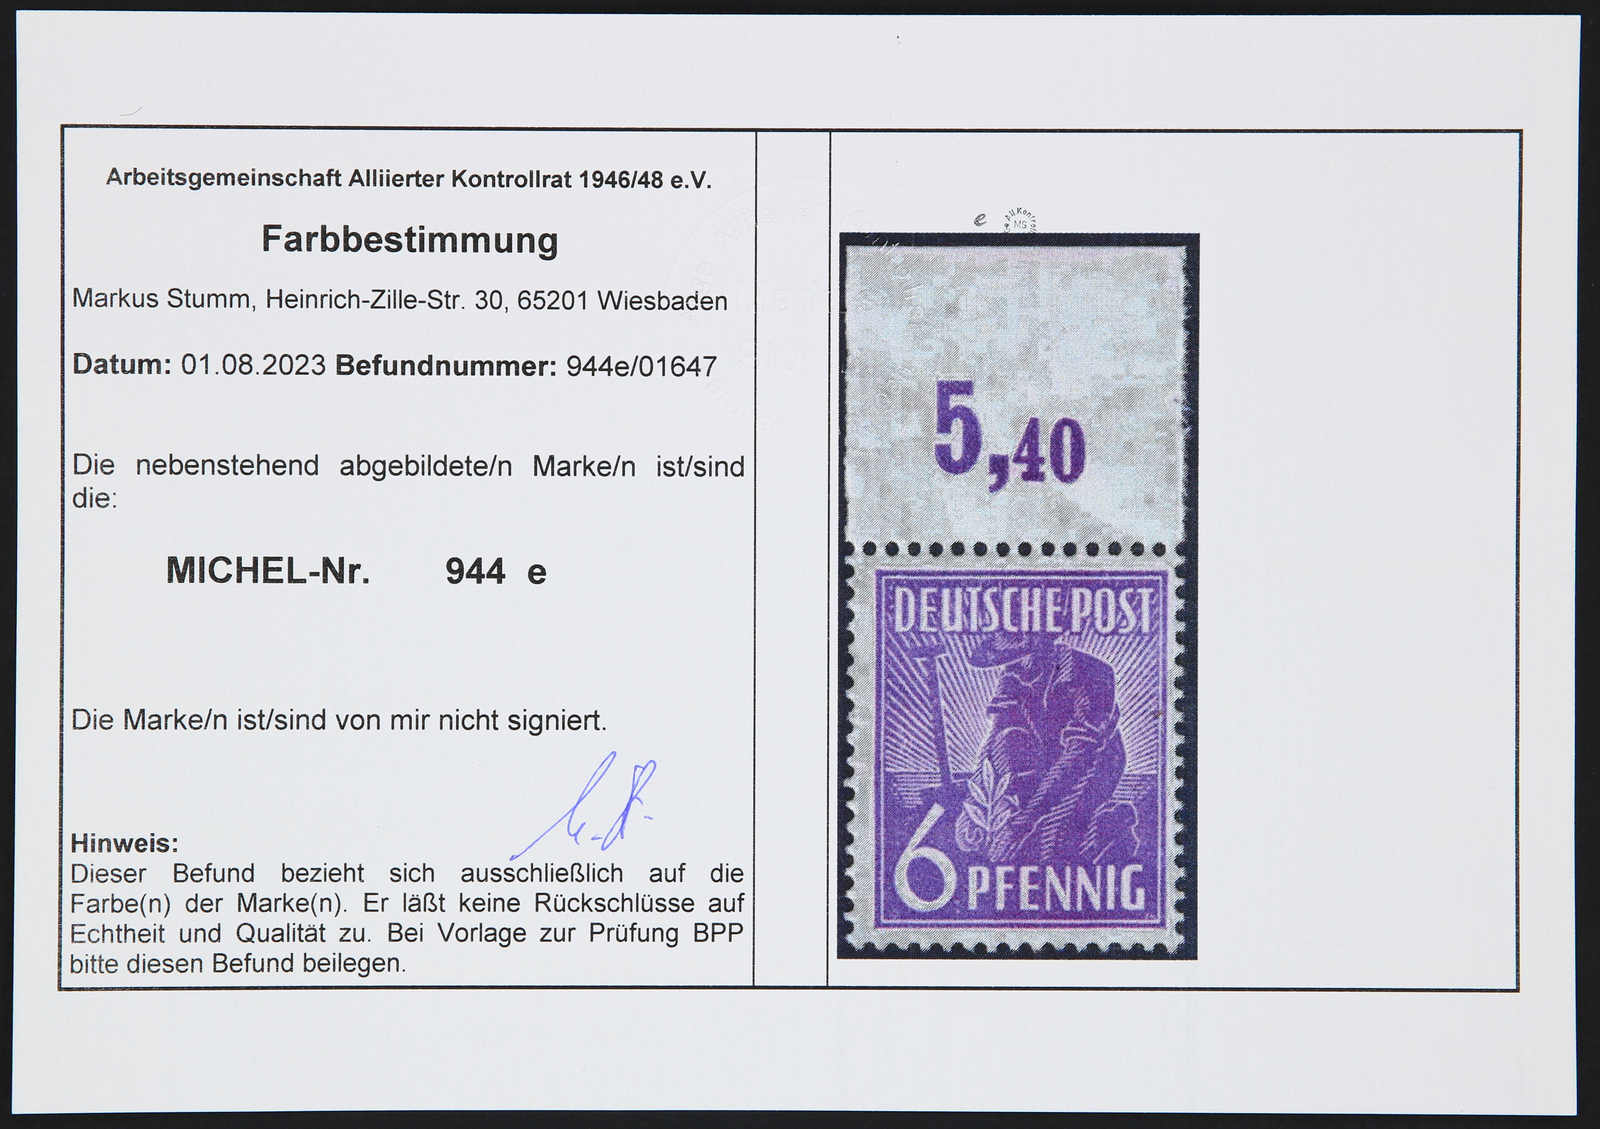 Arbeitsgemeinschaft Alliierter Kontrollrat 1946/48 e.V.
Farbbestimmung
Markus Stumm, Heinrich-Zille-Str. 30, 65201 Wiesbaden
Datum: 01.08.2023 Befundnummer: 944e/01647
Die nebenstehend abgebildete/n Marke/n ist/sind
die:
MICHEL-Nr. 944 e
Die Marke/n ist/sind von mir nicht signiert.
Hinweis:
Dieser Befund bezieht sich ausschließlich auf die
Farbe(n) der Marke(n). Er läßt keine Rückschlüsse auf
Echtheit und Qualität zu. Bei Vorlage zur Prüfung BPP
bitte diesen Befund beilegen.
e
MS
5,40
DEUTSCHE POST
6 PFENNIG